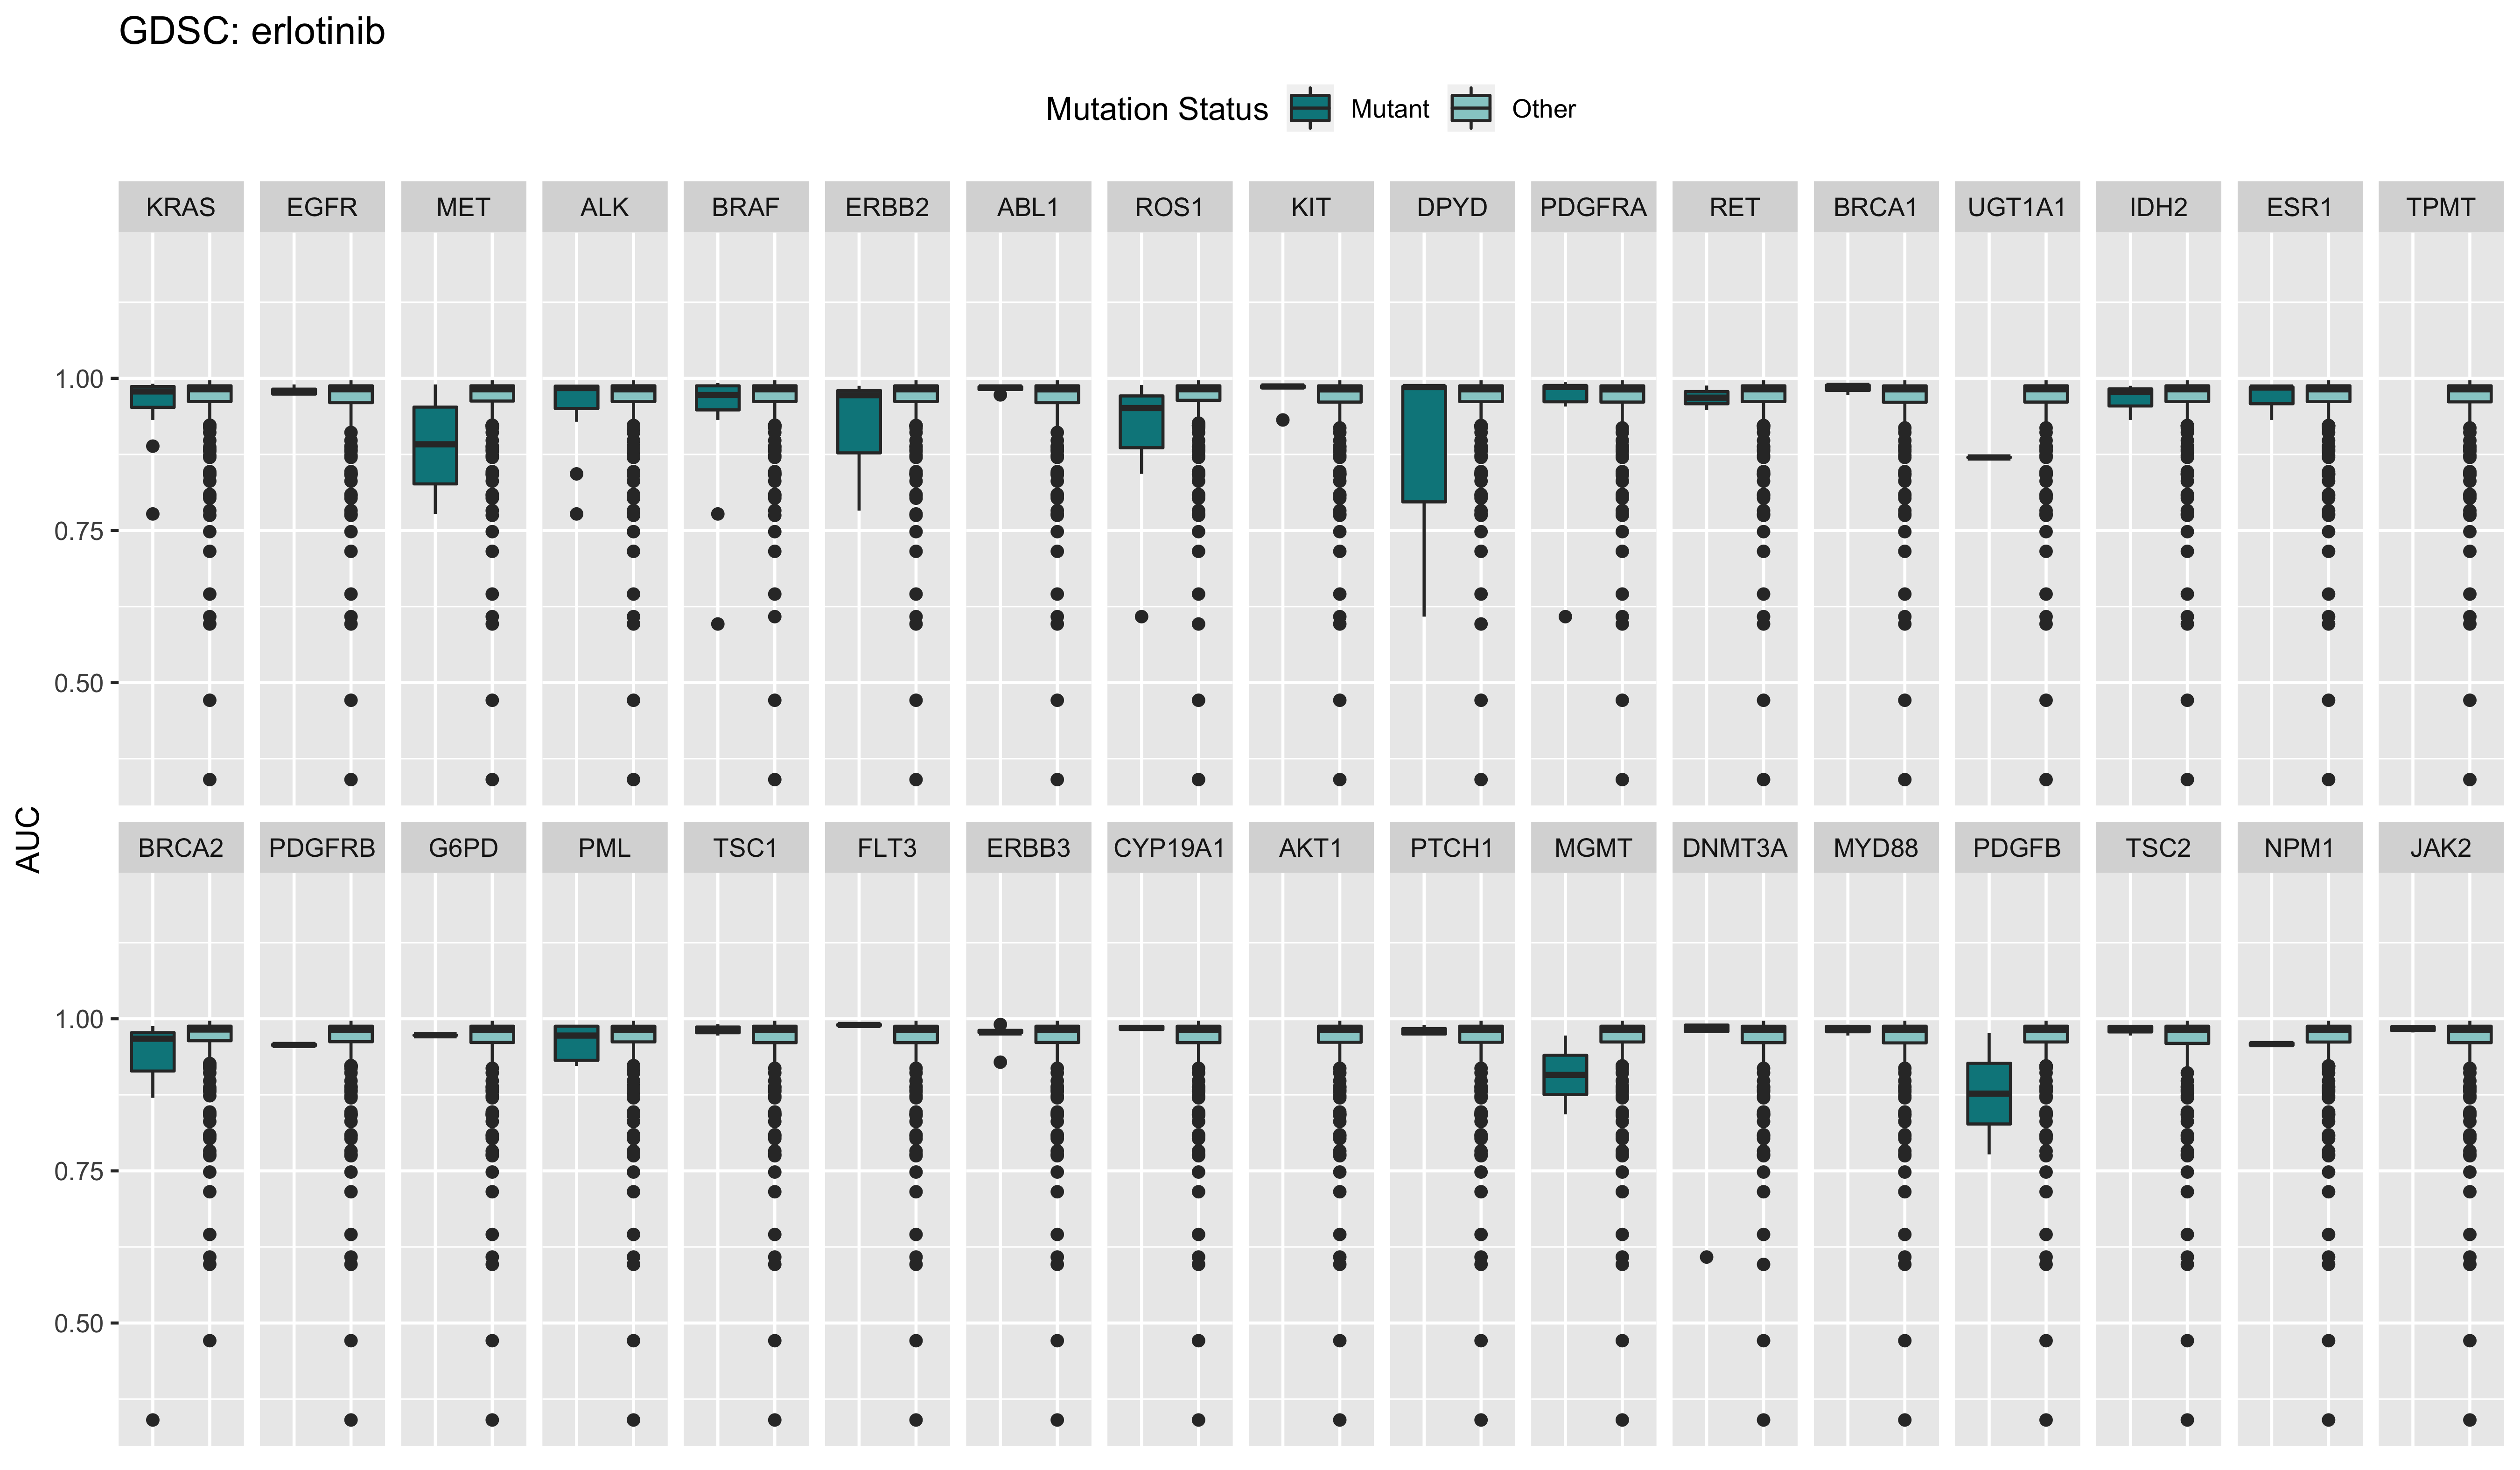 GDSC: erlotinib
Mutation Status Mutant Other
KRAS EGFR MET ALK BRAF ERBB2 ABL1 ROS1 KIT DPYD PDGFRA RET BRCA1 UGT1A1 IDH2 ESR1 TPMT
1.00
0.75
0.50
AUC
BRCA2 PDGFRB G6PD PML TSC1 FLT3 ERBB3 CYP19A1 AKT1 PTCH1 MGMT DNMT3A MYD88 PDGFB TSC2 NPM1 JAK2
1.00
0.75
0.50